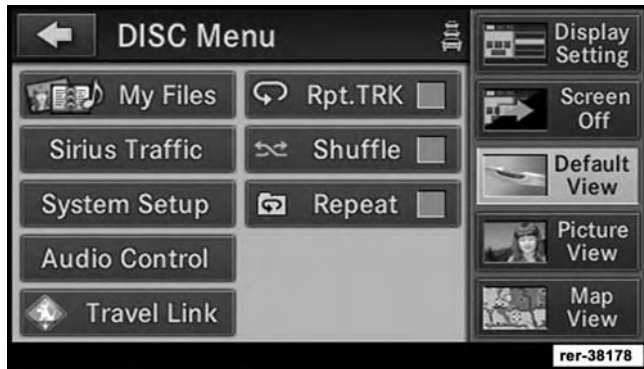 DISC Menu
My Files
Sirius Traffic
System Setup
Audio Control
Travel Link
Rpt.TRK
Shuffle
Repeat
Display
Setting
Screen
Off
Default
View
Picture
View
Map
View
rer-38178